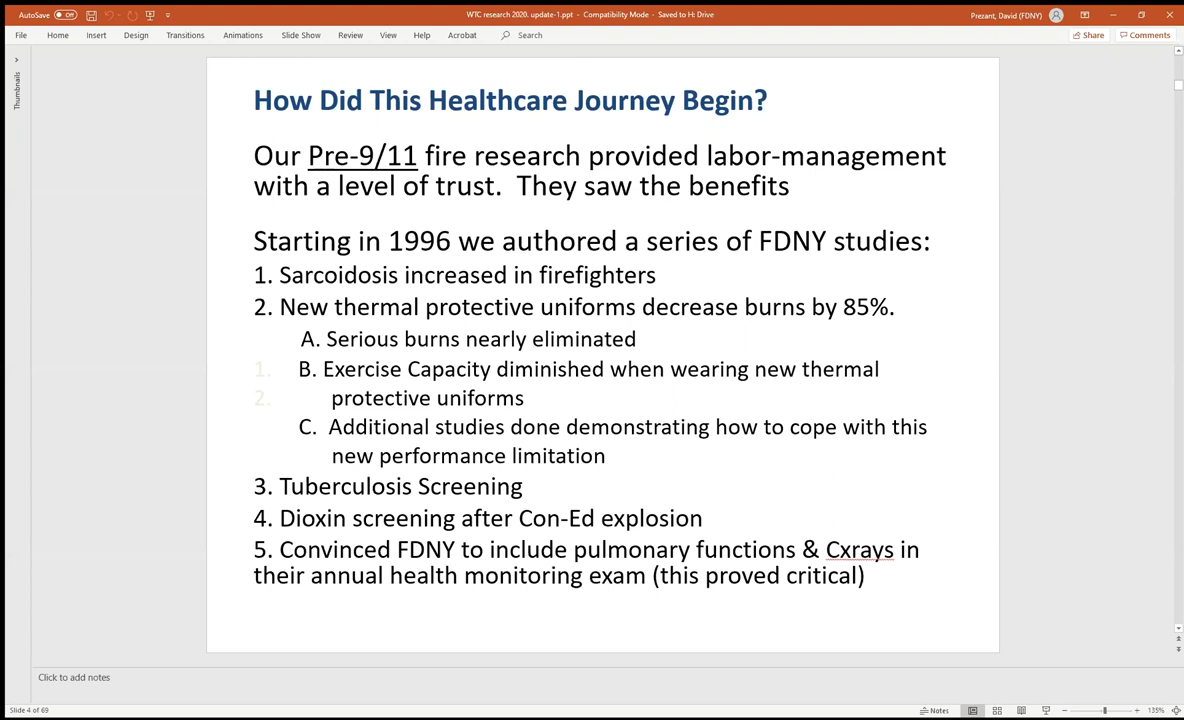 AutoSave Off WTC research 2020. update-1.ppt - Compatibility Mode - Saved to H: Drive Prezant, David (FDNY)
File Home Insert Design Transitions Animations Slide Show Review View Help Acrobat Search Share Comments
Thumbnails
How Did This Healthcare Journey Begin?
Our Pre-9/11 fire research provided labor-management
with a level of trust. They saw the benefits
Starting in 1996 we authored a series of FDNY studies:
1. Sarcoidosis increased in firefighters
2. New thermal protective uniforms decrease burns by 85%.
A. Serious burns nearly eliminated
1. B. Exercise Capacity diminished when wearing new thermal
2. protective uniforms
C. Additional studies done demonstrating how to cope with this
new performance limitation
3. Tuberculosis Screening
4. Dioxin screening after Con-Ed explosion
5. Convinced FDNY to include pulmonary functions & Cxrays in
their annual health monitoring exam (this proved critical)
Click to add notes
Slide 4 of 69 Notes 135%